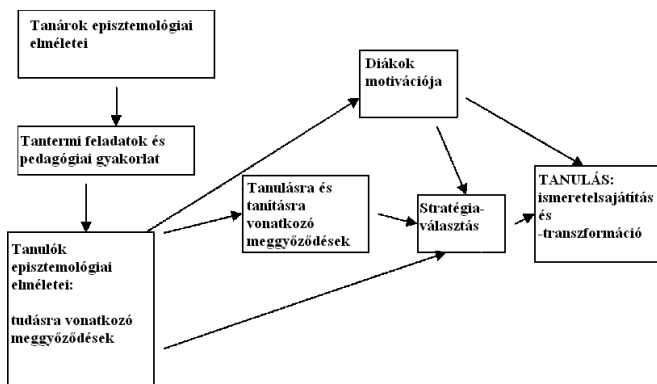 Tanárok episztemológiai
elméletei
Tantermi feladatok és
pedagógiai gyakorlat
Tanulók
episztemológiai
elméletei:
tudásra vonatkozó
meggyőződések
Tanulásra és
tanításra
vonatkozó
meggyőződések
Diákok
motivációja
Stratégia-
választás
TANULÁS:
ismeretelsajátítás
és
-transzformáció